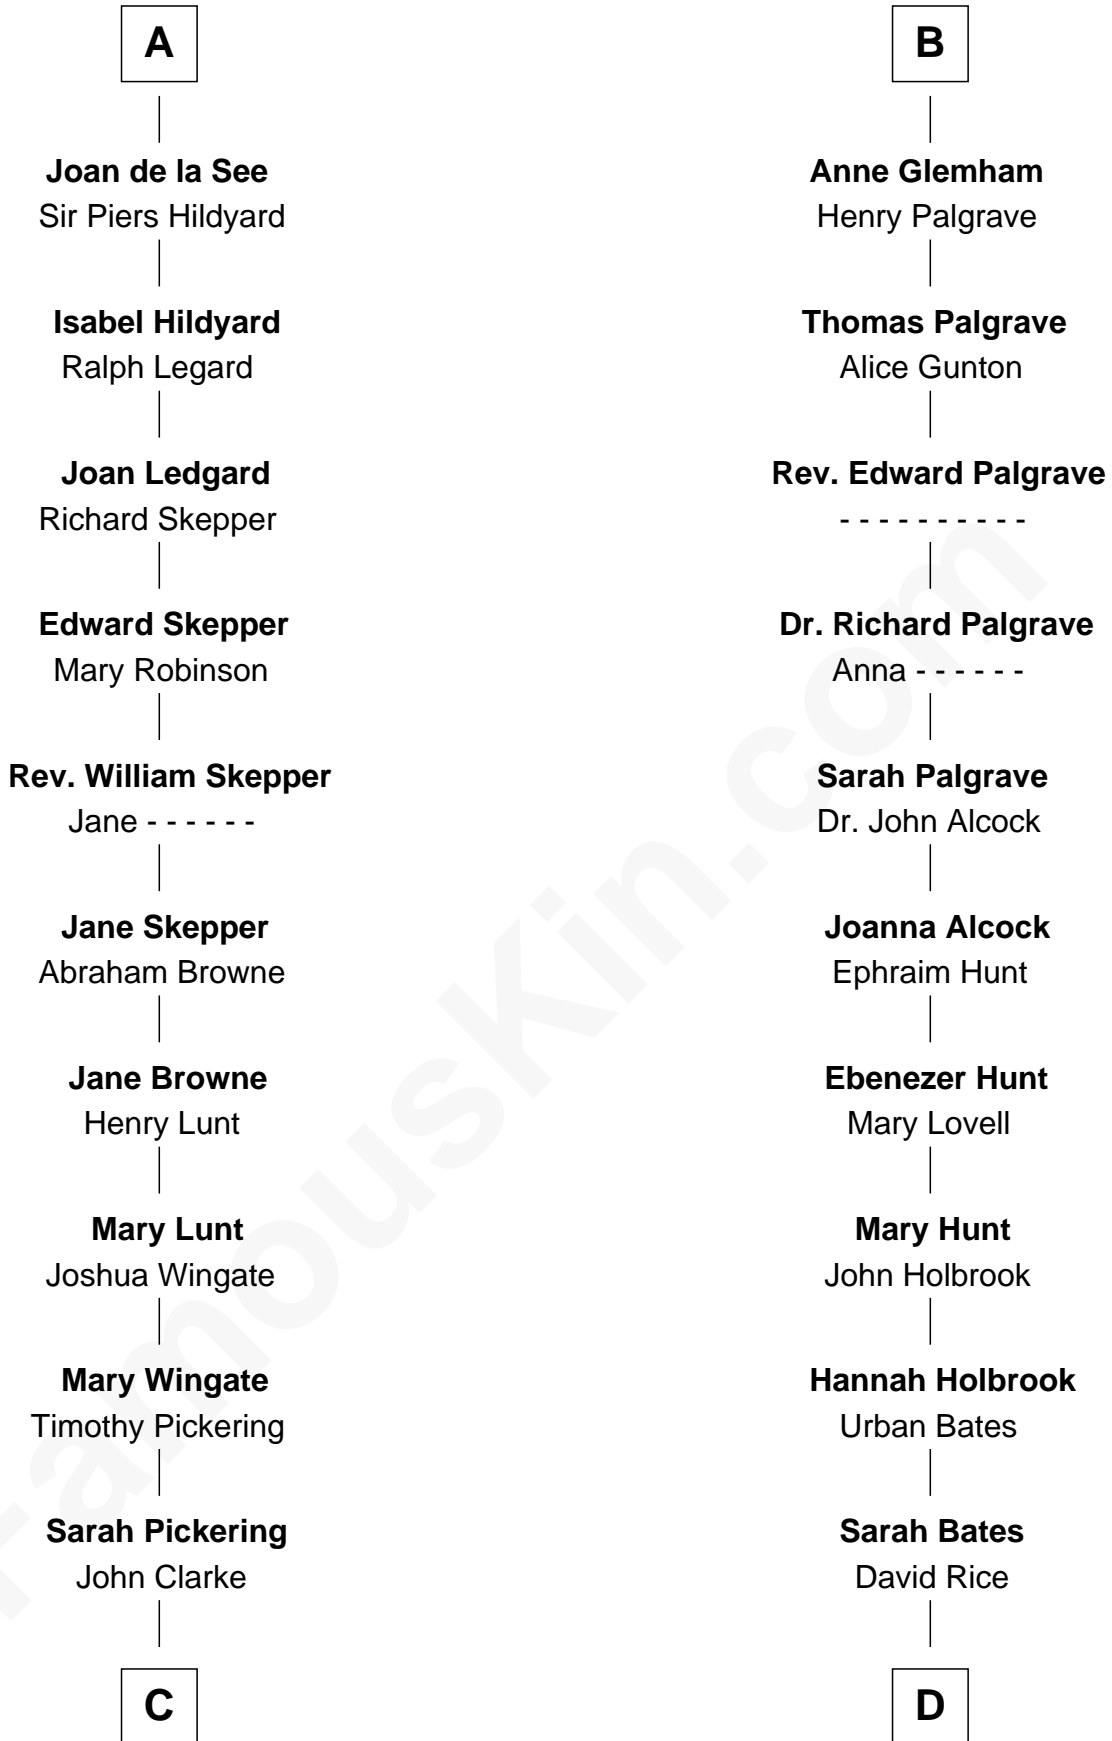 A
Joan de la See
Sir Piers Hildyard
Isabel Hildyard
Ralph Legard
Joan Ledgard
Richard Skepper
Edward Skepper
Mary Robinson
Rev. William Skepper
Jane - - - - - -
Jane Skepper
Abraham Browne
Jane Browne
Henry Lunt
Mary Lunt
Joshua Wingate
Mary Wingate
Timothy Pickering
Sarah Pickering
John Clarke
C
B
Anne Glemham
Henry Palgrave
Thomas Palgrave
Alice Gunton
Rev. Edward Palgrave
- - - - - - - - - -
Dr. Richard Palgrave
Anna - - - - - -
Sarah Palgrave
Dr. John Alcock
Joanna Alcock
Ephraim Hunt
Ebenezer Hunt
Mary Lovell
Mary Hunt
John Holbrook
Hannah Holbrook
Urban Bates
Sarah Bates
David Rice
D
FamousKin.com